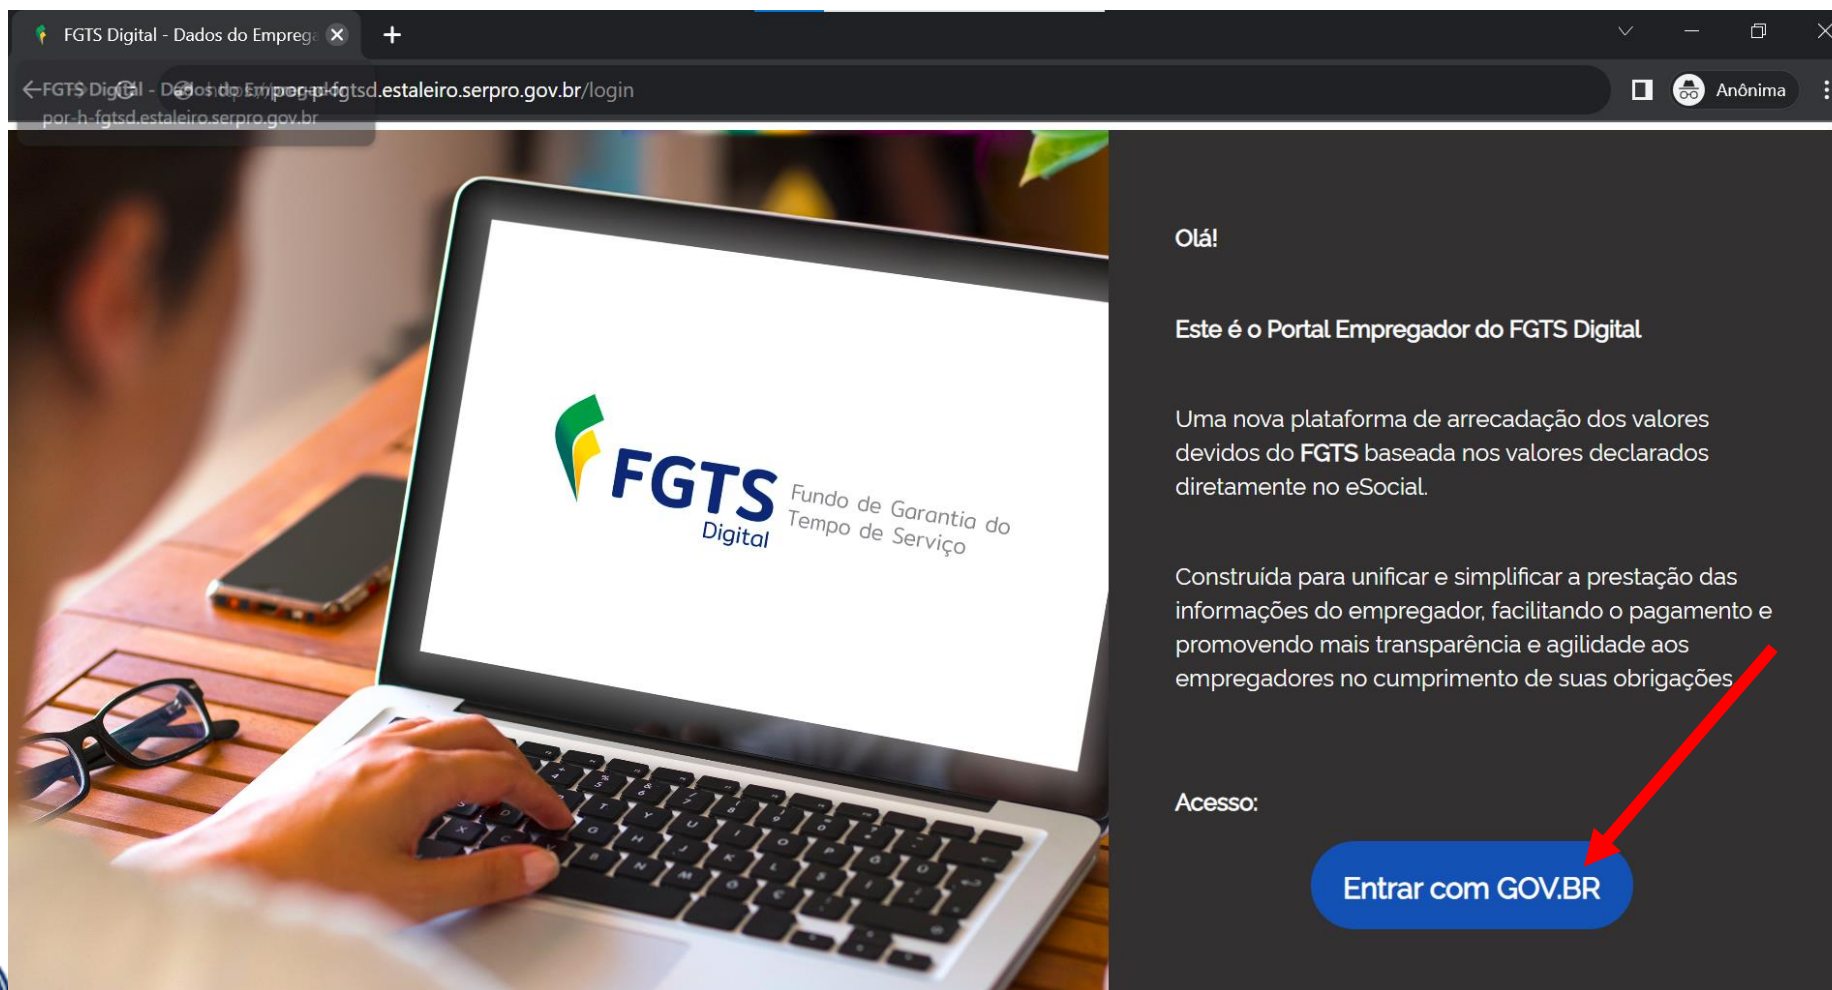 FGTS Digital - Dados do Emprega
.estaleiro.serpro.gov.br/login
Anônima
por-h-fgtsd.estaleiro.serpro.gov.br
FGTS
Digital
Fundo de Garantia do
Tempo de Serviço
Olá!
Este é o Portal Empregador do FGTS Digital
Uma nova plataforma de arrecadação dos valores
devidos do FGTS baseada nos valores declarados
diretamente no eSocial.
Construída para unificar e simplificar a prestação das
informações do empregador, facilitando o pagamento e
promovendo mais transparência e agilidade aos
empregadores no cumprimento de suas obrigações
Acesso:
Entrar com GOV.BR